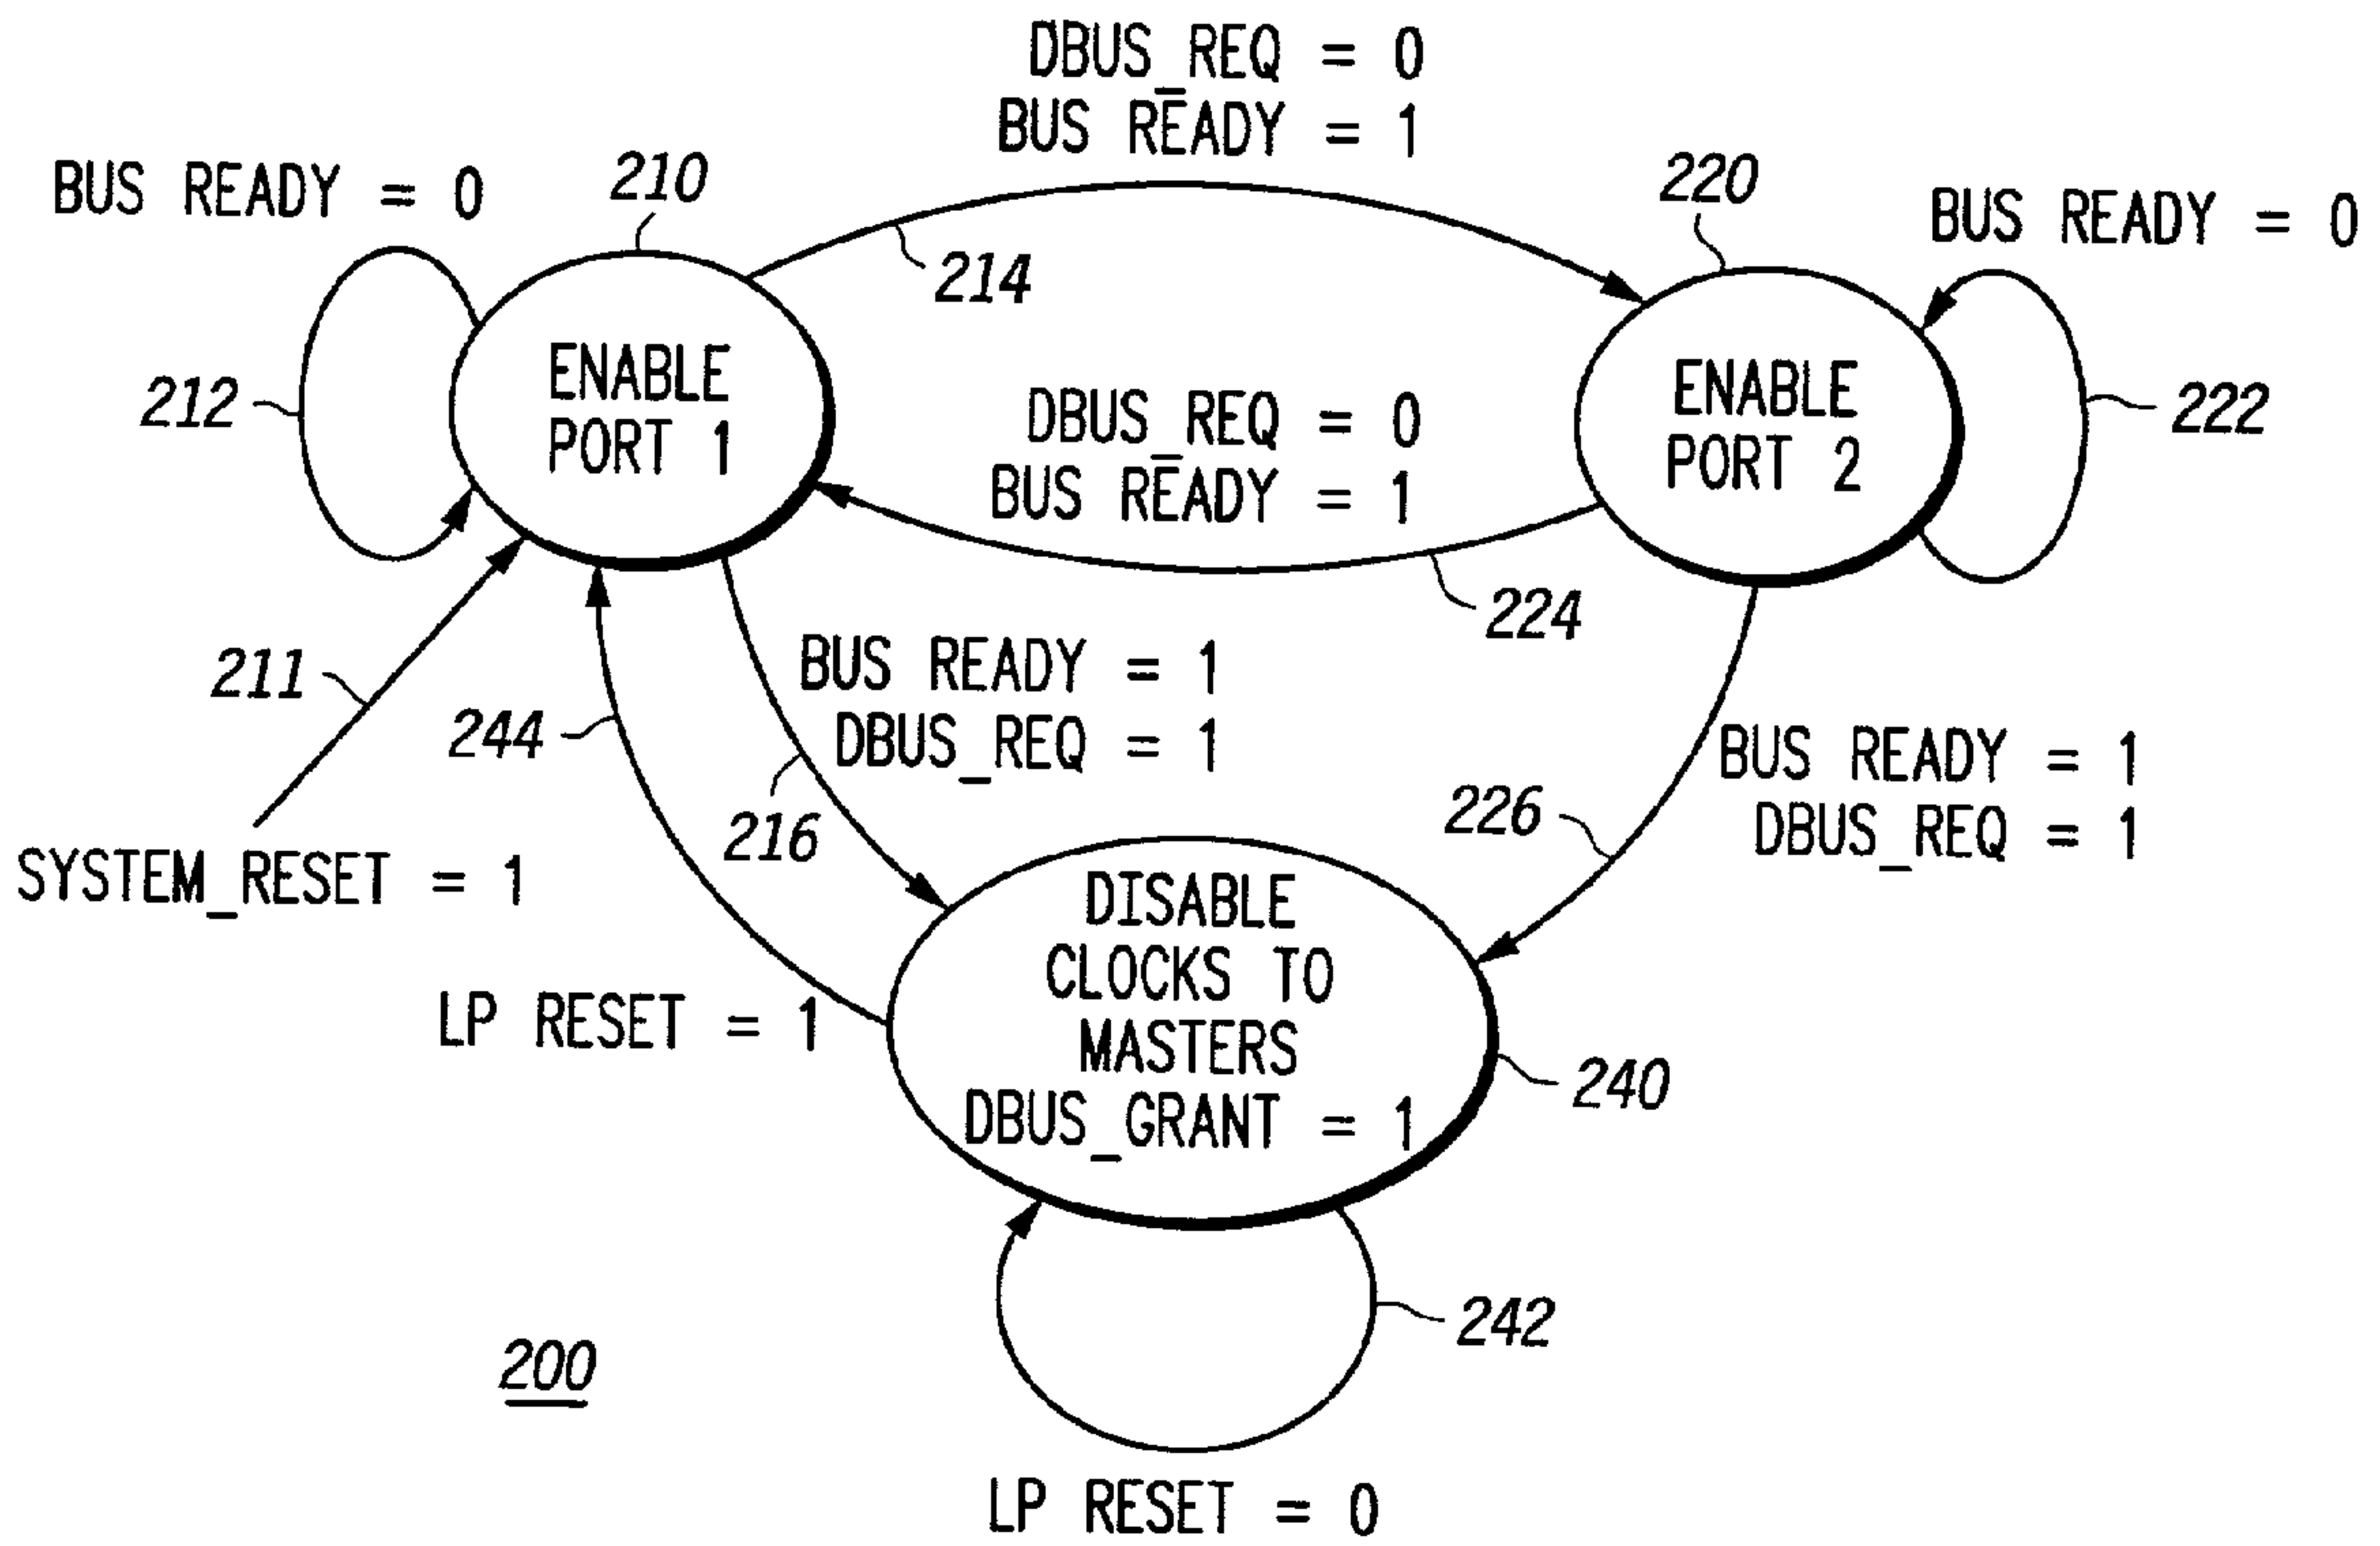 DBUS_REQ = 0
BUS READY = 1
BUS READY = 0
210
220
BUS READY = 0
214
212
ENABLE
PORT 1
DBUS_REQ = 0
BUS READY = 1
ENABLE
PORT 2
222
224
211
244
BUS READY = 1
DBUS_REQ = 1
216
226
BUS READY = 1
DBUS_REQ = 1
SYSTEM_RESET = 1
DISABLE
CLOCKS TO
MASTERS
DBUS_GRANT = 1
LP RESET = 1
240
242
200
LP RESET = 0